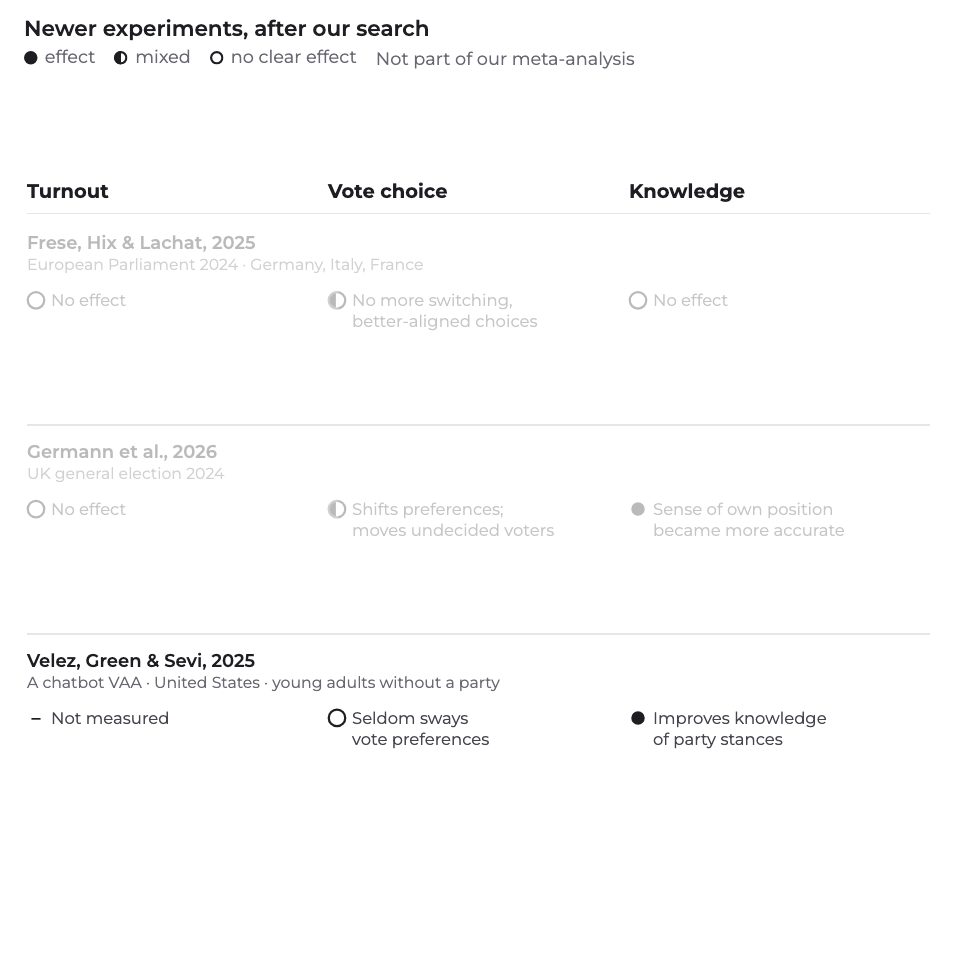 Newer experiments, after our search
effect mixed no clear effect Not part of our meta-analysis
Turnout Vote choice Knowledge
Frese, Hix & Lachat, 2025
European Parliament 2024 · Germany, Italy, France
No effect No more switching, No effect
better-aligned choices
Germann et al., 2026
UK general election 2024
No effect Shifts preferences; Sense of own position
moves undecided voters became more accurate
Velez, Green & Sevi, 2025
A chatbot VAA · United States · young adults without a party
– Not measured Seldom sways Improves knowledge
vote preferences of party stances